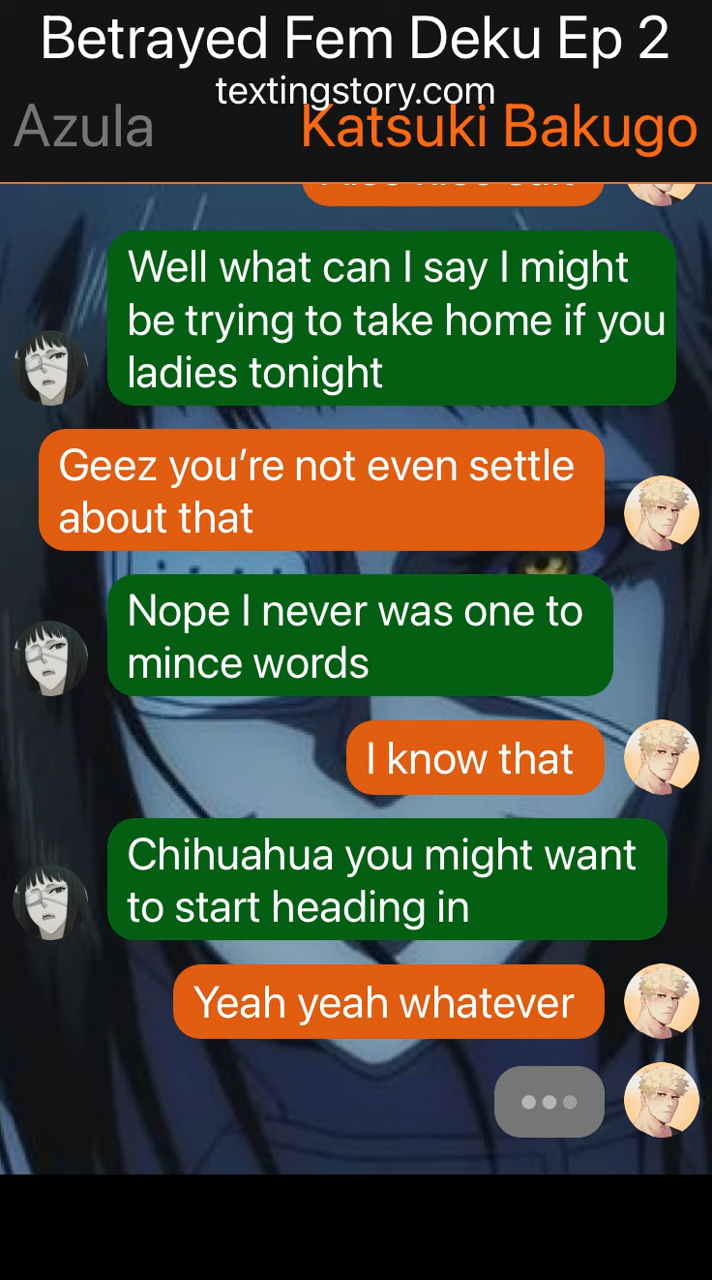 Betrayed Fem Deku Ep 2
textingstory.com
Azula
Katsuki Bakugo
Well what can I say I might
be trying to take home if you
ladies tonight
Geez you're not even settle
about that
Nope I never was one to
mince words
I know that
Chihuahua you might want
to start heading in
Yeah yeah whatever